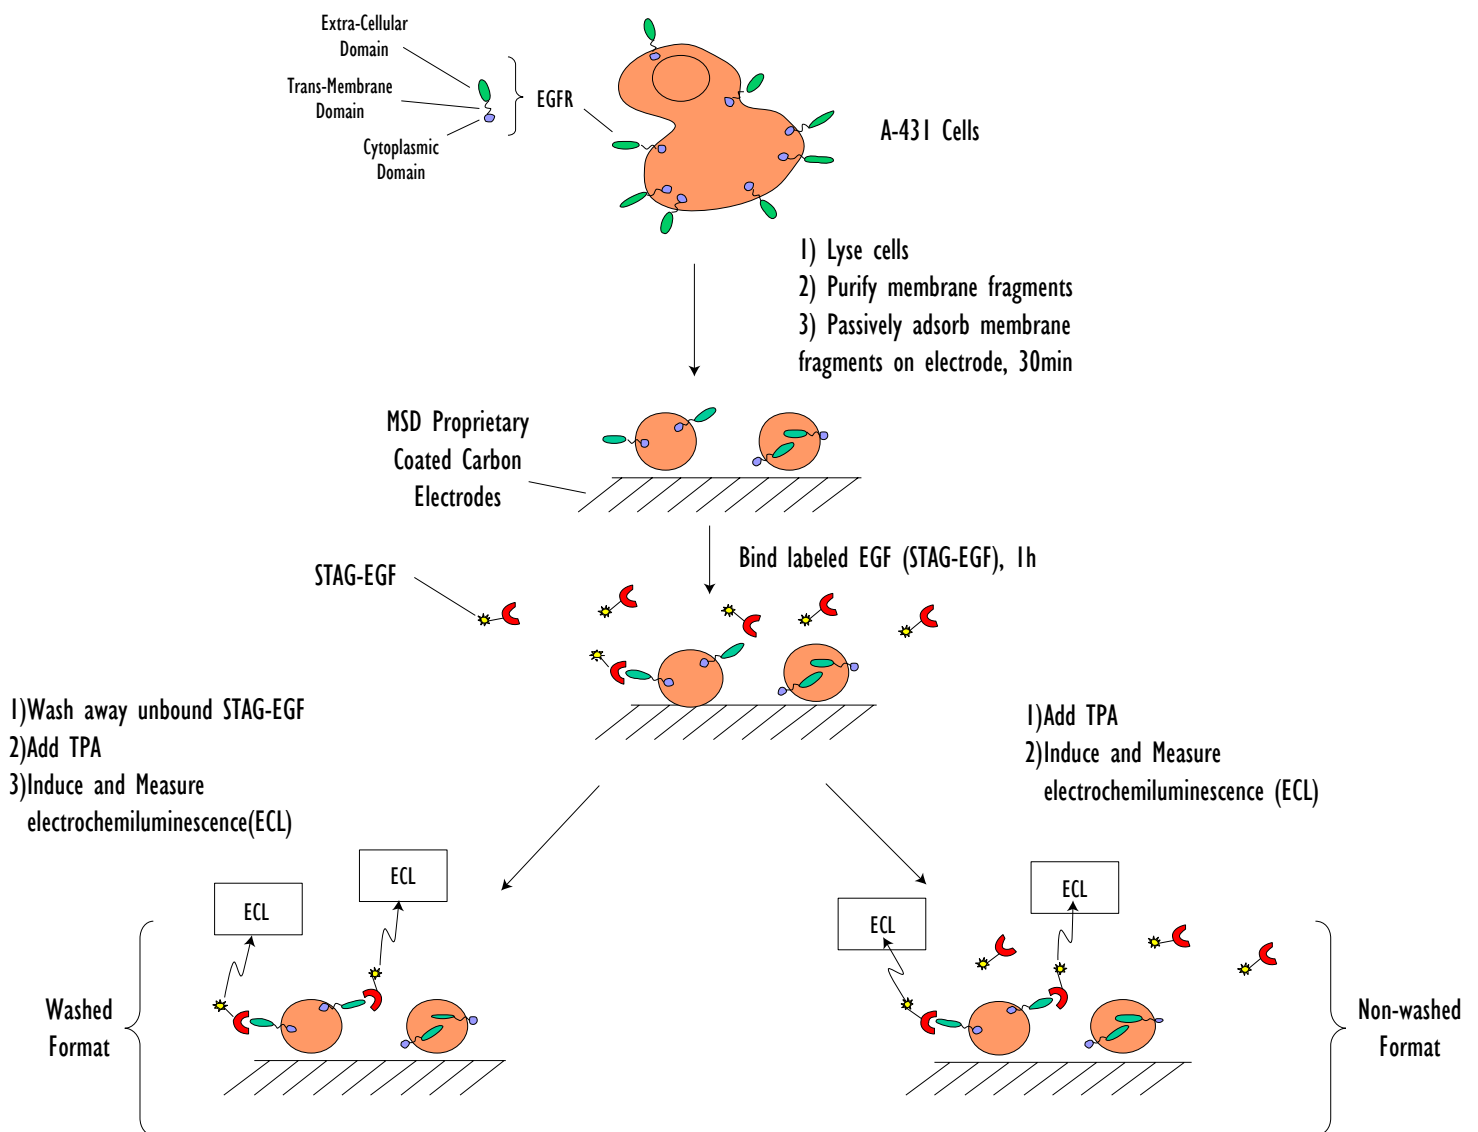 Extra-Cellular
Domain
Trans-Membrane
Domain
Cytoplasmic
Domain
EGFR
A-431 Cells
1) Lyse cells
2) Purify membrane fragments
3) Passively adsorb membrane
fragments on electrode, 30min
MSD Proprietary
Coated Carbon
Electrodes
Bind labeled EGF (STAG-EGF), 1h
STAG-EGF
1)Wash away unbound STAG-EGF
2)Add TPA
3)Induce and Measure
electrochemiluminescence(ECL)
1)Add TPA
2)Induce and Measure
electrochemiluminescence (ECL)
ECL
ECL
ECL
ECL
Washed
Format
Non-washed
Format